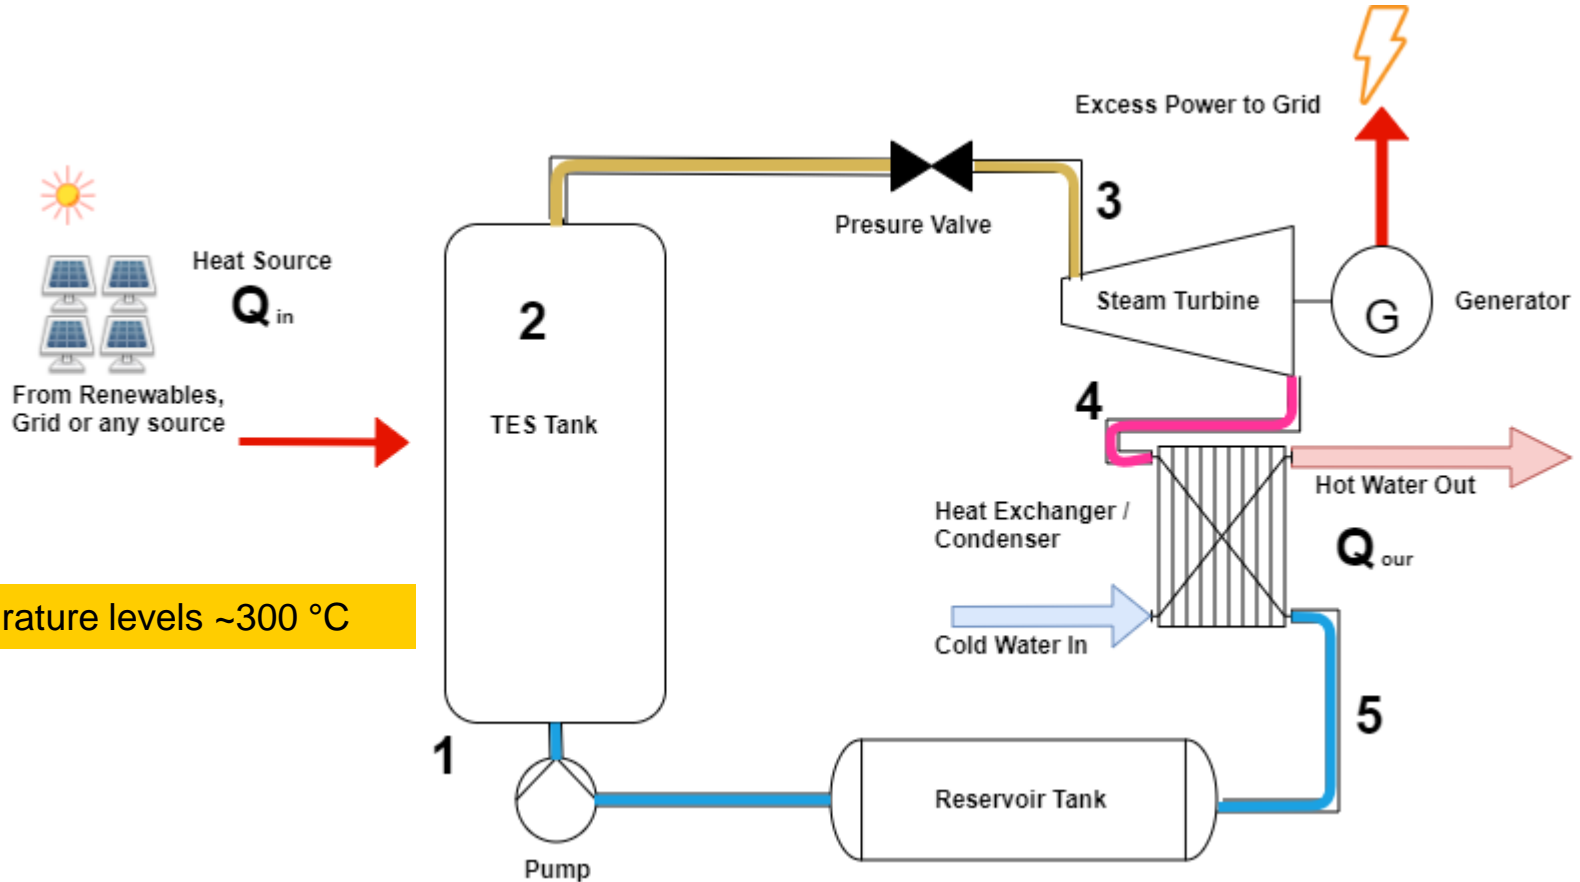 Excess Power to Grid
Presure Valve
3
Heat Source
Q in
2
Steam Turbine
G
Generator
From Renewables,
Grid or any source
TES Tank
4
Hot Water Out
Heat Exchanger /
Condenser
Q our
rature levels ~300 °C
Cold Water In
5
1
Reservoir Tank
Pump